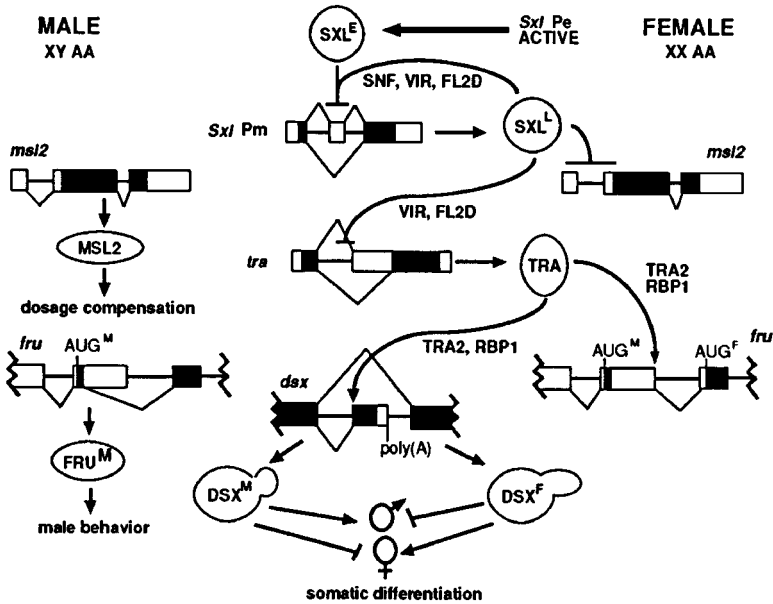 MALE
XY AA
SXL^E
Sxl Pe
ACTIVE
FEMALE
XX AA
SNF, VIR, FL2D
Sxl Pm
SXL^L
msl2
msl2
VIR, FL2D
MSL2
tra
TRA
TRA2
RBP1
dosage compensation
fru
AUG^M
TRA2, RBP1
AUG^M
AUG^F
fru
dsx
poly(A)
FRU^M
DSX^M
DSX^F
male behavior
♂
♀
somatic differentiation